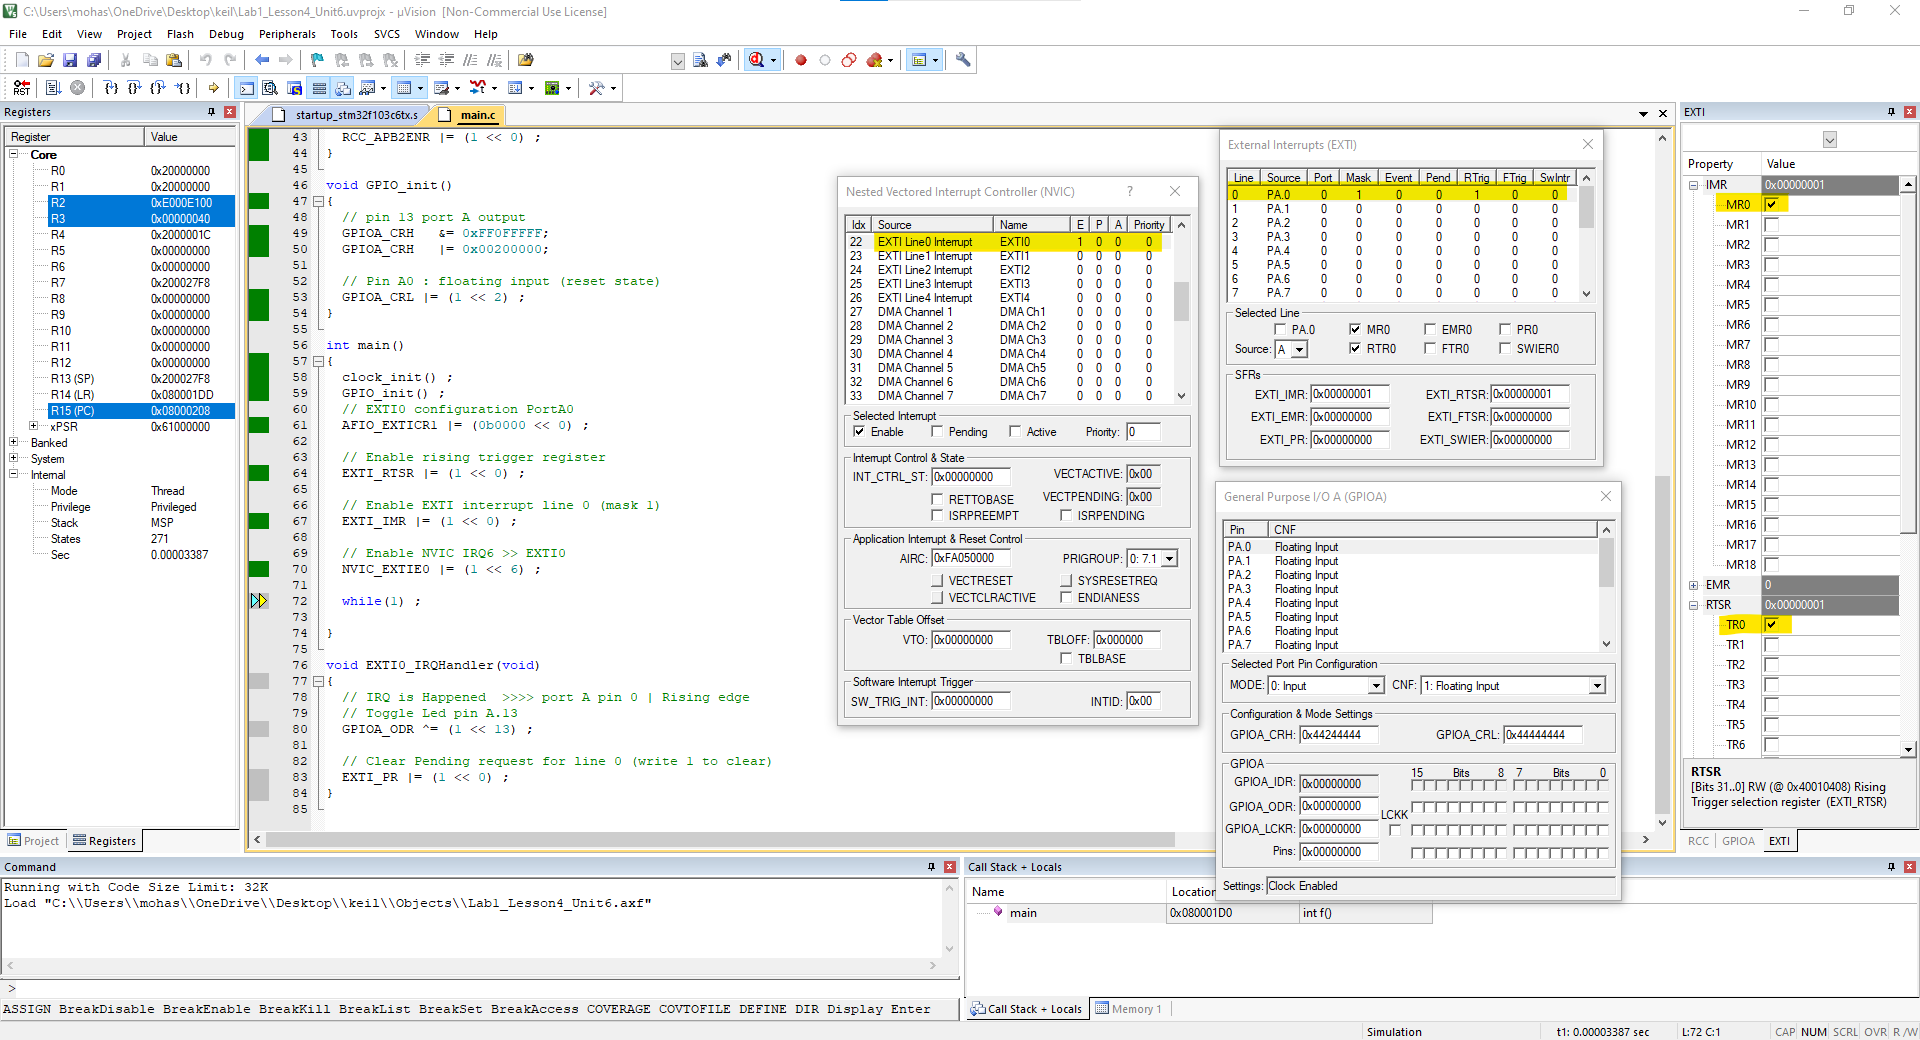 C:\Users\mohas\OneDrive\Desktop\keil\Lab1_Lesson4_Unit6.uvprojx - µVision [Non-Commercial Use License]
File Edit View Project Flash Debug Peripherals Tools SVCS Window Help
RST
Registers
Register Value
Core
R0 0x20000000
R1 0x20000000
R2 0xE000E100
R3 0x00000040
R4 0x2000001C
R5 0x00000000
R6 0x00000000
R7 0x200027F8
R8 0x00000000
R9 0x00000000
R10 0x00000000
R11 0x00000000
R12 0x00000000
R13 (SP) 0x200027F8
R14 (LR) 0x080001DD
R15 (PC) 0x08000208
xPSR 0x61000000
Banked
System
Internal
Mode Thread
Privilege Privileged
Stack MSP
States 271
Sec 0.00003387
Project Registers
startup_stm32f103c6tx.s main.c
43 RCC_APB2ENR |= (1 << 0) ;
44 }
45
46 void GPIO_init()
47 {
48 // pin 13 port A output
49 GPIOA_CRH &= 0xFF0FFFFF;
50 GPIOA_CRH |= 0x00200000;
51
52 // Pin A0 : floating input (reset state)
53 GPIOA_CRL |= (1 << 2) ;
54 }
55
56 int main()
57 {
58 clock_init() ;
59 GPIO_init() ;
60 // EXTI0 configuration PortA0
61 AFIO_EXTICR1 |= (0b0000 << 0) ;
62
63 // Enable rising trigger register
64 EXTI_RTSR |= (1 << 0) ;
65
66 // Enable EXTI interrupt line 0 (mask 1)
67 EXTI_IMR |= (1 << 0) ;
68
69 // Enable NVIC IRQ6 >> EXTI0
70 NVIC_EXTIE0 |= (1 << 6) ;
71
72 while(1) ;
73
74 }
75
76 void EXTI0_IRQHandler(void)
77 {
78 // IRQ is Happened >>>> port A pin 0 | Rising edge
79 // Toggle Led pin A.13
80 GPIOA_ODR ^= (1 << 13) ;
81
82 // Clear Pending request for line 0 (write 1 to clear)
83 EXTI_PR |= (1 << 0) ;
84 }
85
Nested Vectored Interrupt Controller (NVIC) ?
Idx Source Name E P A Priority
22 EXTI Line0 Interrupt EXTI0 1 0 0 0
23 EXTI Line1 Interrupt EXTI1 0 0 0 0
24 EXTI Line2 Interrupt EXTI2 0 0 0 0
25 EXTI Line3 Interrupt EXTI3 0 0 0 0
26 EXTI Line4 Interrupt EXTI4 0 0 0 0
27 DMA Channel 1 DMA Ch1 0 0 0 0
28 DMA Channel 2 DMA Ch2 0 0 0 0
29 DMA Channel 3 DMA Ch3 0 0 0 0
30 DMA Channel 4 DMA Ch4 0 0 0 0
31 DMA Channel 5 DMA Ch5 0 0 0 0
32 DMA Channel 6 DMA Ch6 0 0 0 0
33 DMA Channel 7 DMA Ch7 0 0 0 0
Selected Interrupt
Enable Pending Active Priority: 0
Interrupt Control & State
INT_CTRL_ST: 0x00000000 VECTACTIVE: 0x00
RETTOBASE VECTPENDING: 0x00
ISRPREEMPT ISRPENDING
Application Interrupt & Reset Control
AIRC: 0xFA050000 PRIGROUP: 0: 7.1
VECTRESET SYSRESETREQ
VECTCLRACTIVE ENDIANESS
Vector Table Offset
VTO: 0x00000000 TBLOFF: 0x000000
TBLBASE
Software Interrupt Trigger
SW_TRIG_INT: 0x00000000 INTID: 0x00
External Interrupts (EXTI)
Line Source Port Mask Event Pend RTrig FTrig SwIntr
0 PA.0 0 1 0 0 1 0 0
1 PA.1 0 0 0 0 0 0 0
2 PA.2 0 0 0 0 0 0 0
3 PA.3 0 0 0 0 0 0 0
4 PA.4 0 0 0 0 0 0 0
5 PA.5 0 0 0 0 0 0 0
6 PA.6 0 0 0 0 0 0 0
7 PA.7 0 0 0 0 0 0 0
Selected Line
PA.0 MR0 EMR0 PR0
Source: A RTR0 FTR0 SWIER0
SFRs
EXTI_IMR: 0x00000001 EXTI_RTSR: 0x00000001
EXTI_EMR: 0x00000000 EXTI_FTSR: 0x00000000
EXTI_PR: 0x00000000 EXTI_SWIER: 0x00000000
General Purpose I/O A (GPIOA)
Pin CNF
PA.0 Floating Input
PA.1 Floating Input
PA.2 Floating Input
PA.3 Floating Input
PA.4 Floating Input
PA.5 Floating Input
PA.6 Floating Input
PA.7 Floating Input
Selected Port Pin Configuration
MODE: 0: Input CNF: 1: Floating Input
Configuration & Mode Settings
GPIOA_CRH: 0x44244444 GPIOA_CRL: 0x44444444
GPIOA
15 Bits 8 7 Bits 0
GPIOA_IDR: 0x00000000
GPIOA_ODR: 0x00000000
LCKK
GPIOA_LCKR: 0x00000000
Pins: 0x00000000
Settings: Clock Enabled
EXTI
Property Value
IMR 0x00000001
MR0
MR1
MR2
MR3
MR4
MR5
MR6
MR7
MR8
MR9
MR10
MR11
MR12
MR13
MR14
MR15
MR16
MR17
MR18
EMR 0
RTSR 0x00000001
TR0
TR1
TR2
TR3
TR4
TR5
TR6
RTSR
[Bits 31..0] RW (@ 0x40010408) Rising
Trigger selection register (EXTI_RTSR)
RCC GPIOA EXTI
Command
Running with Code Size Limit: 32K
Load "C:\\Users\\mohas\\OneDrive\\Desktop\\keil\\Objects\\Lab1_Lesson4_Unit6.axf"
>
ASSIGN BreakDisable BreakEnable BreakKill BreakList BreakSet BreakAccess COVERAGE COVTOFILE DEFINE DIR Display Enter
Call Stack + Locals
Name Location
main 0x080001D0 int f()
Call Stack + Locals Memory 1
Simulation t1: 0.00003387 sec L:72 C:1 CAP NUM SCRL OVR R/W